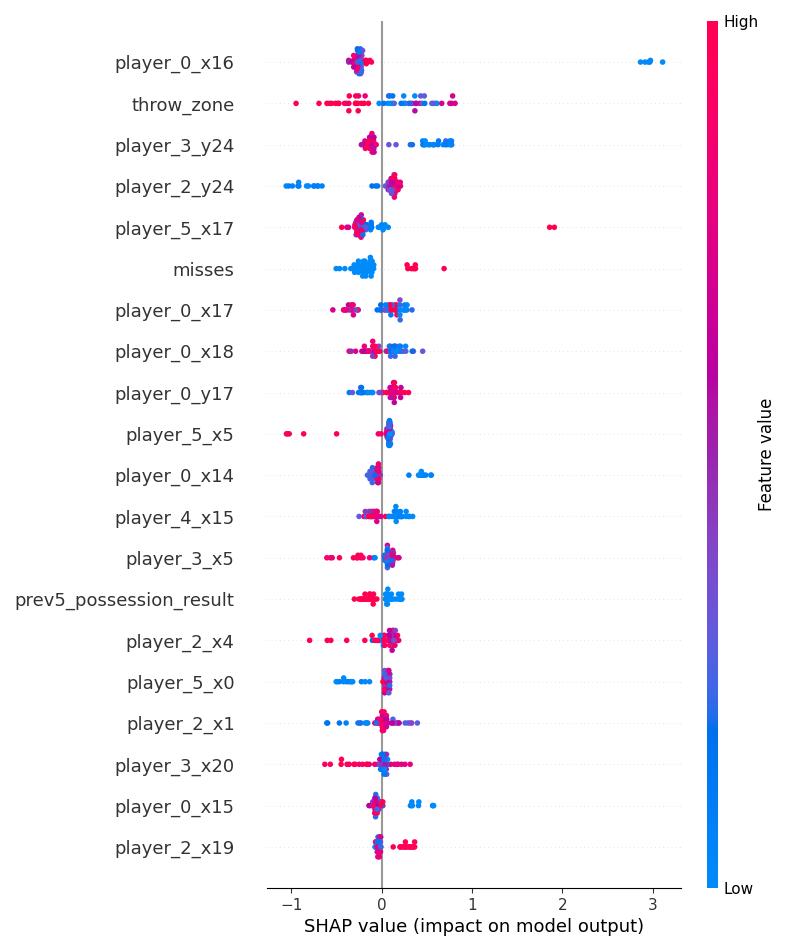 High
player_0_x16
throw_zone
player_3_y24
player_2_y24
player_5_x17
misses
player_0_x17
player_0_x18
player_0_y17
player_5_x5
player_0_x14
player_4_x15
player_3_x5
prev5_possession_result
player_2_x4
player_5_x0
player_2_x1
player_3_x20
player_0_x15
player_2_x19
Feature value
Low
−1 0 1 2 3
SHAP value (impact on model output)